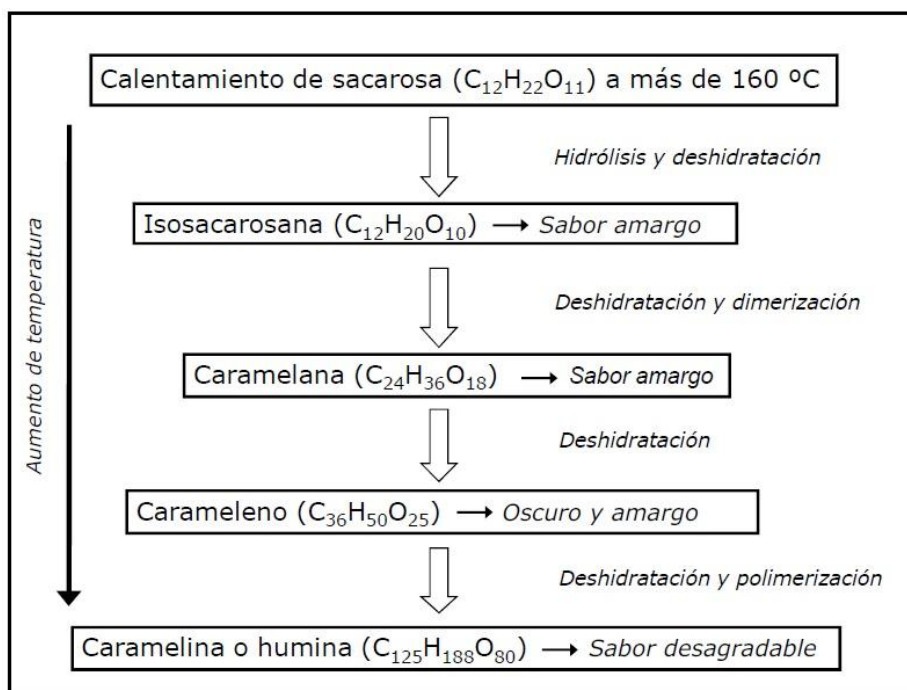 Calentamiento de sacarosa (C₁₂H₂₂O₁₁) a más de 160 ºC
Hidrólisis y deshidratación
Isosacarosana (C₁₂H₂₀O₁₀) → Sabor amargo
Deshidratación y dimerización
Caramelana (C₂₄H₃₆O₁₈) → Sabor amargo
Deshidratación
Carameleno (C₃₆H₅₀O₂₅) → Oscuro y amargo
Deshidratación y polimerización
Caramelina o humina (C₁₂₅H₁₈₈O₈₀) → Sabor desagradable
Aumento de temperatura